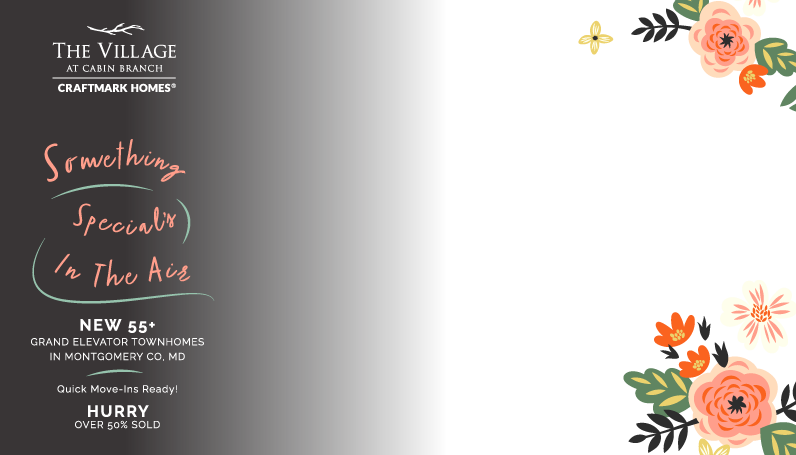 THE VILLAGE
AT CABIN BRANCH
CRAFTMARK HOMES®
Something
Special's
In The Air
NEW 55+
GRAND ELEVATOR TOWNHOMES
IN MONTGOMERY CO, MD
Quick Move-Ins Ready!
HURRY
OVER 50% SOLD